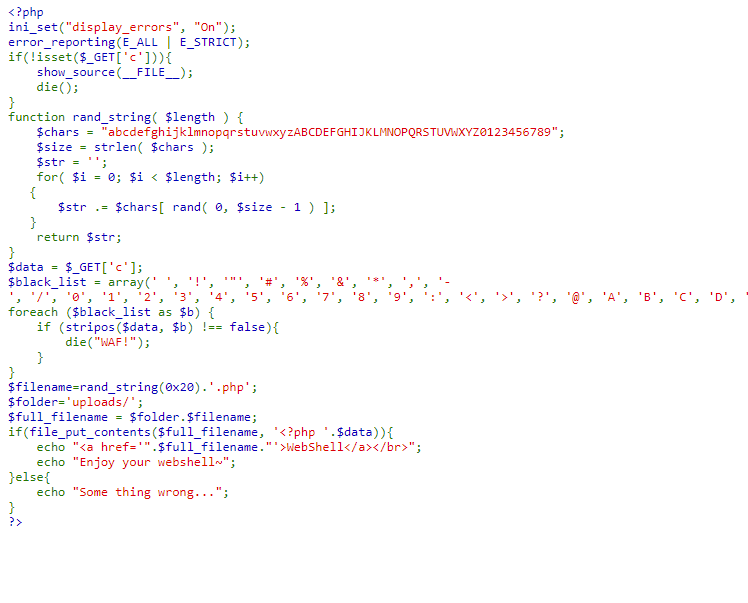 <?php
ini_set("display_errors", "On");
error_reporting(E_ALL | E_STRICT);
if(!isset($_GET['c'])){
    show_source(__FILE__);
    die();
}
function rand_string( $length ) {
    $chars = "abcdefghijklmnopqrstuvwxyzABCDEFGHIJKLMNOPQRSTUVWXYZ0123456789";
    $size = strlen( $chars );
    $str = '';
    for( $i = 0; $i < $length; $i++)
   {
       $str .= $chars[ rand( 0, $size - 1 ) ];
   }
    return $str;
}
$data = $_GET['c'];
$black_list = array(' ', '!', '"', '#', '%', '&', '*', ',', '-
', '/', '0', '1', '2', '3', '4', '5', '6', '7', '8', '9', ':', '<', '>', '?', '@', 'A', 'B', 'C', 'D', '
foreach ($black_list as $b) {
    if (stripos($data, $b) !== false){
        die("WAF!");
    }
}
$filename=rand_string(0x20).'.php';
$folder='uploads/';
$full_filename = $folder.$filename;
if(file_put_contents($full_filename, '<?php '.$data)){
    echo "<a href='".$full_filename."'>WebShell</a></br>";
    echo "Enjoy your webshell~";
}else{
    echo "Some thing wrong...";
}
?>